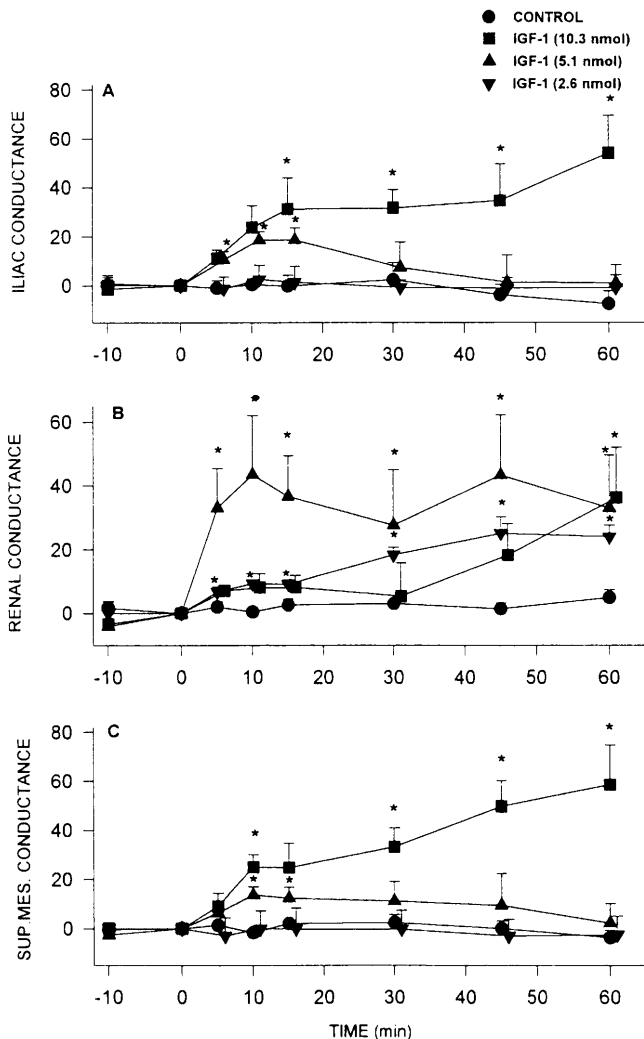 CONTROL
IGF-1 (10.3 nmol)
IGF-1 (5.1 nmol)
IGF-1 (2.6 nmol)
A
ILIAC CONDUCTANCE
80
60
40
20
0
-10 0 10 20 30 40 50 60
B
RENAL CONDUCTANCE
60
40
20
0
-10 0 10 20 30 40 50 60
C
SUP.MES. CONDUCTANCE
80
60
40
20
0
-10 0 10 20 30 40 50 60
TIME (min)